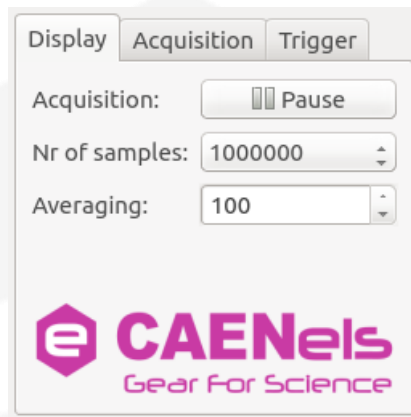 Display Acquisition Trigger
Acquisition: Pause
Nr of samples: 1000000
Averaging: 100
CAENels
Gear For Science